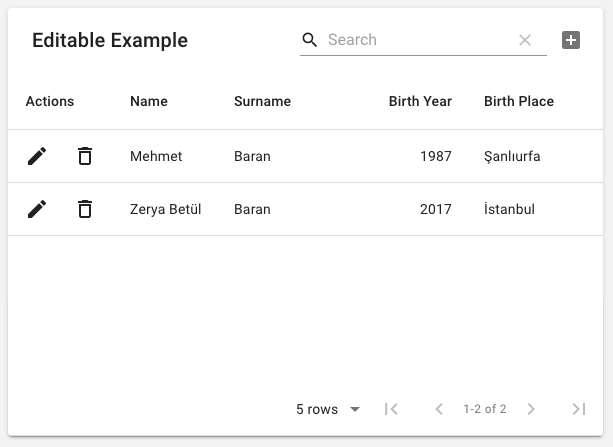 Editable Example Search
Actions Name Surname Birth Year Birth Place
Mehmet Baran 1987 Şanlıurfa
Zerya Betül Baran 2017 İstanbul
5 rows 1-2 of 2